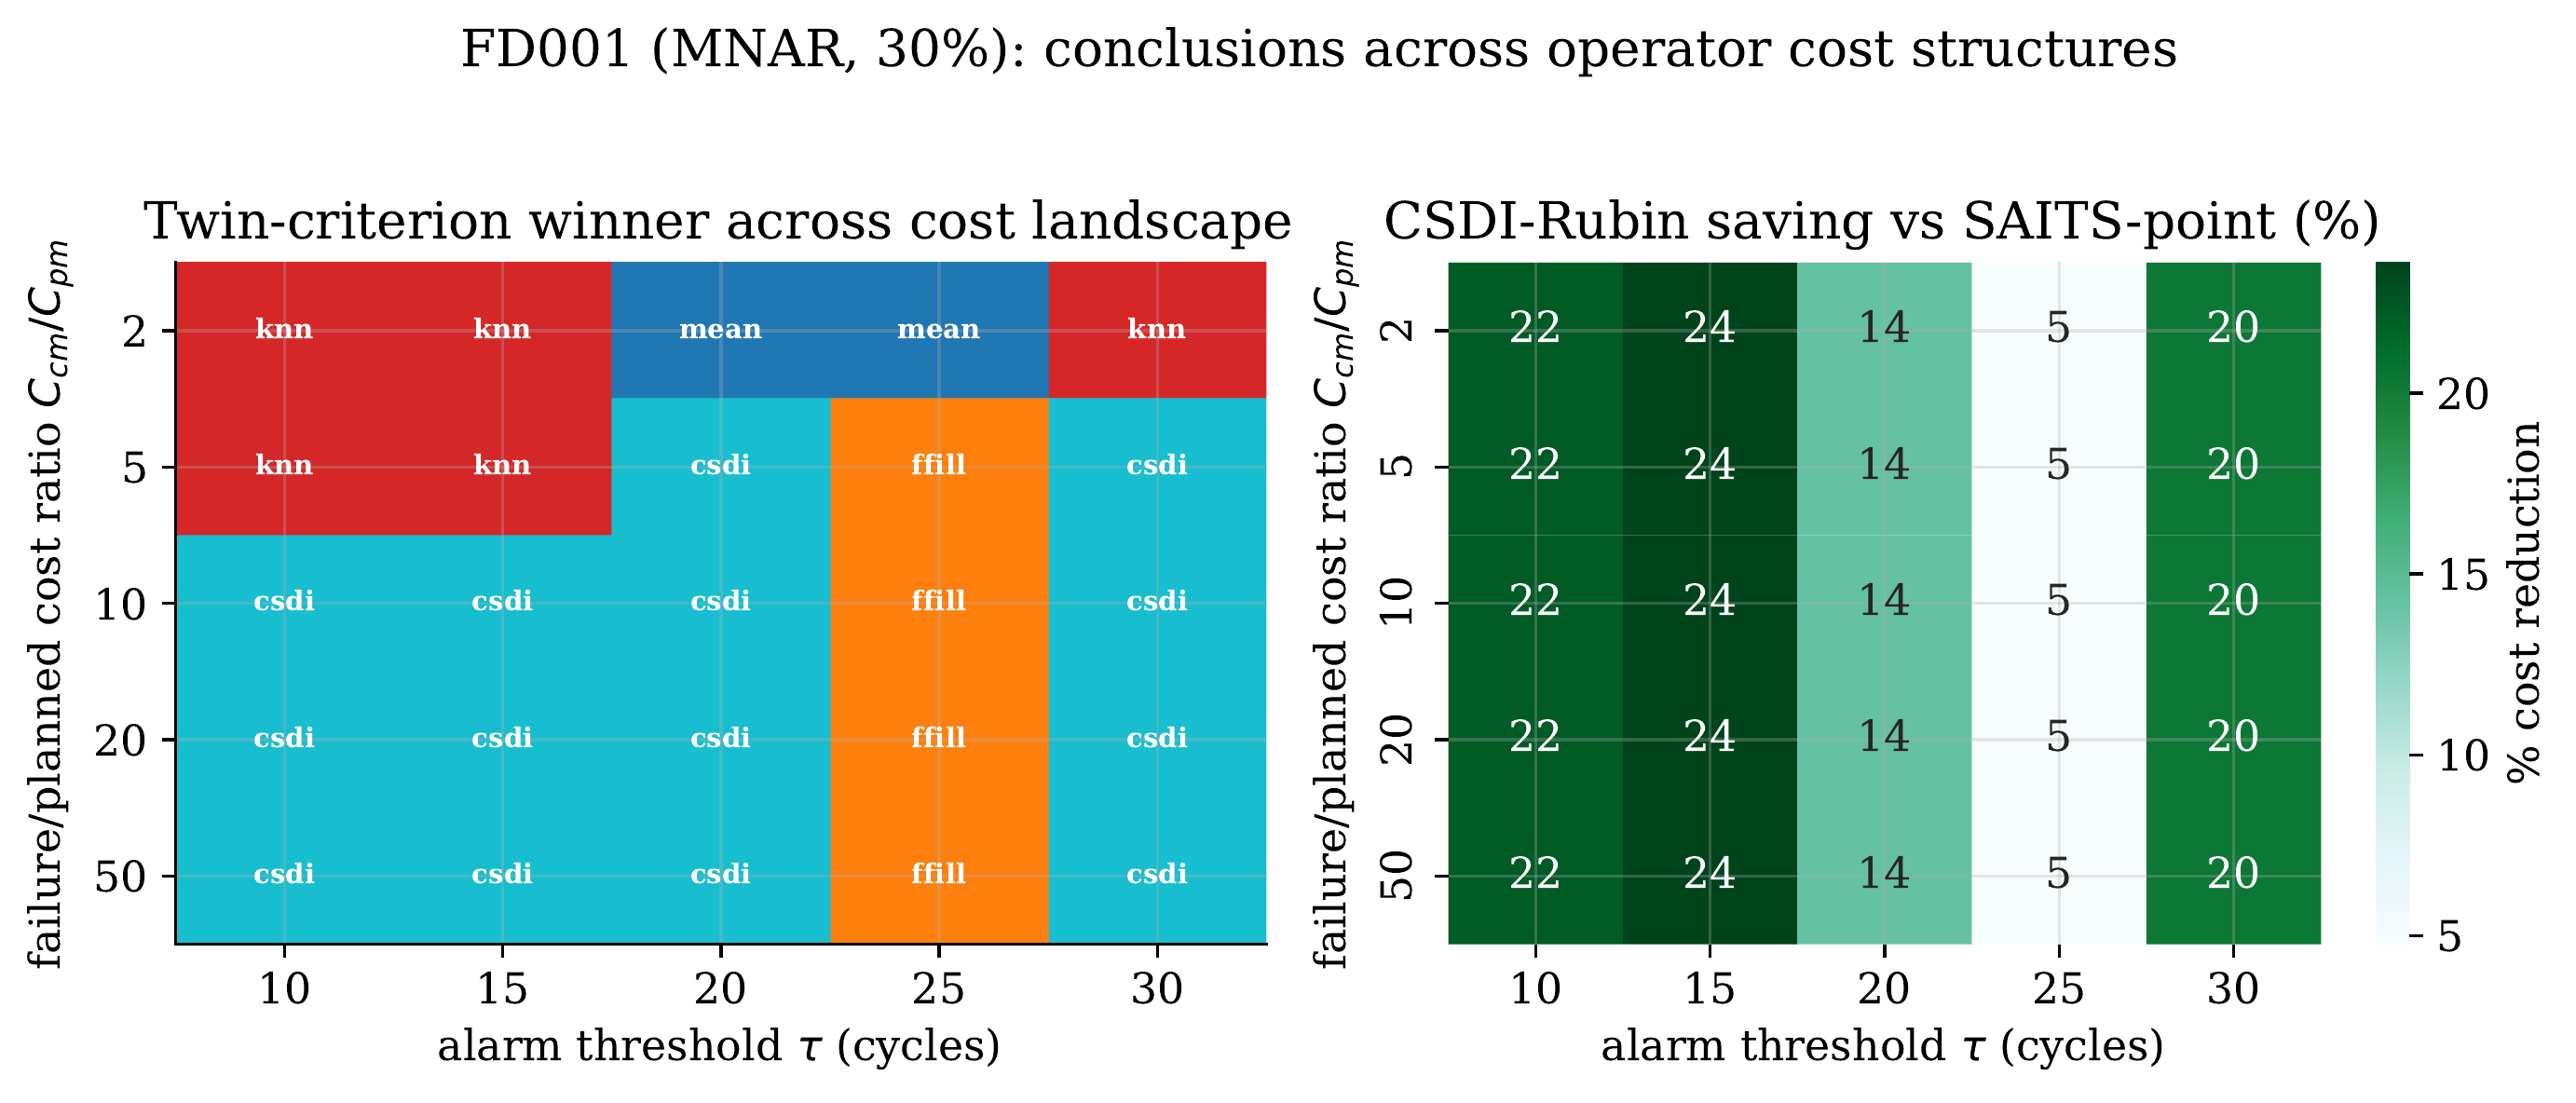 FD001 (MNAR, 30%): conclusions across operator cost structures
Twin-criterion winner across cost landscape
failure/planned cost ratio C_cm/C_pm
2
5
10
20
50
knn knn mean mean knn
knn knn csdi ffill csdi
csdi csdi csdi ffill csdi
csdi csdi csdi ffill csdi
csdi csdi csdi ffill csdi
10 15 20 25 30
alarm threshold τ (cycles)
CSDI-Rubin saving vs SAITS-point (%)
failure/planned cost ratio C_cm/C_pm
2
5
10
20
50
22 24 14 5 20
22 24 14 5 20
22 24 14 5 20
22 24 14 5 20
22 24 14 5 20
10 15 20 25 30
alarm threshold τ (cycles)
20
15
10
5
% cost reduction